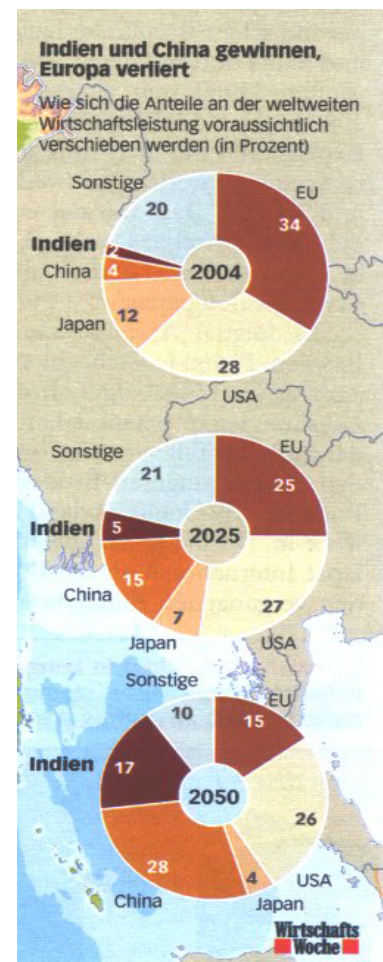 Indien und China gewinnen,
Europa verliert
Wie sich die Anteile an der weltweiten
Wirtschaftsleistung voraussichtlich
verschieben werden (in Prozent)
Sonstige
EU
20
34
Indien
2
China
4
2004
Japan
12
28
USA
Sonstige
EU
21
25
Indien
5
2025
15
China
27
7
Japan
USA
Sonstige
EU
10
15
Indien
17
2050
26
28
4
USA
China
Japan
Wirtschafts
Woche